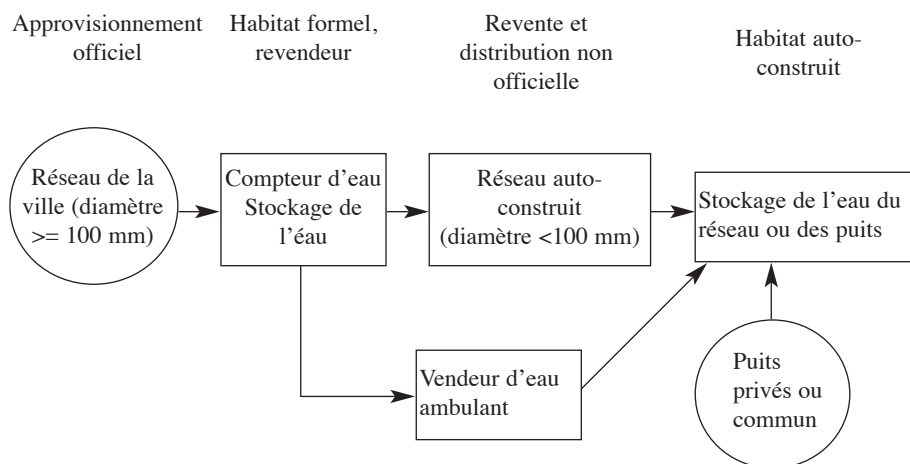 Approvisionnement
officiel
Habitat formel,
revendeur
Revente et
distribution non
officielle
Habitat auto-
construit
Réseau de la
ville (diamètre
>= 100 mm)
Compteur d'eau
Stockage de
l'éau
Réseau auto-
construit
(diamètre <100 mm)
Stockage de l'eau du
réseau ou des puits
Vendeur d'eau
ambulant
Puits
privés ou
commun